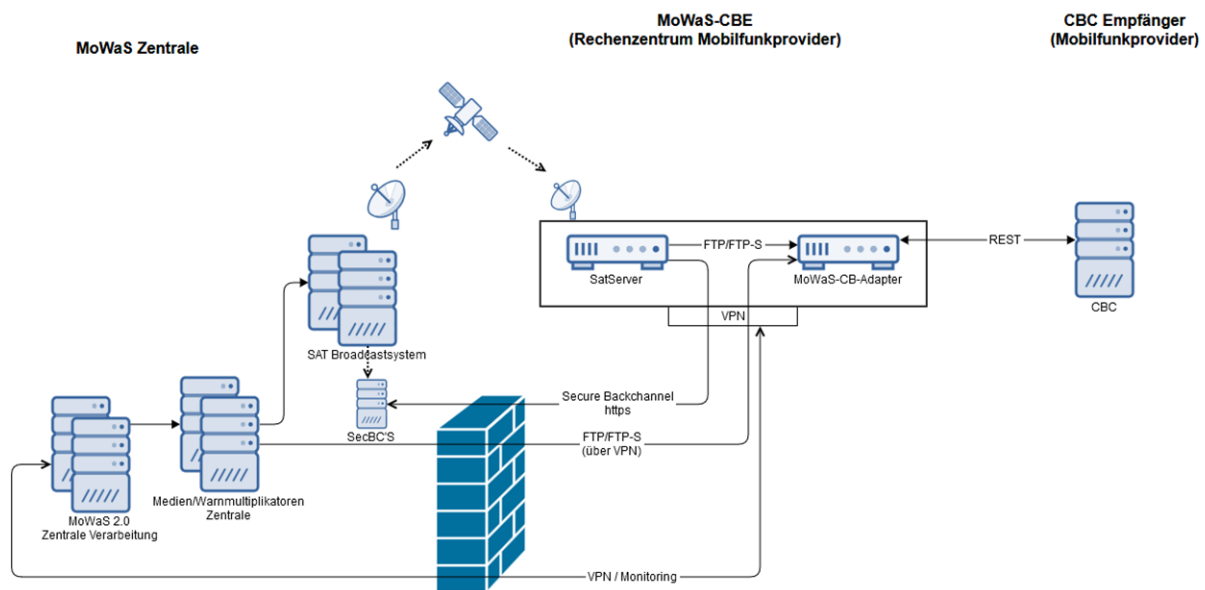 MoWaS Zentrale
MoWaS-CBE
(Rechenzentrum Mobilfunkprovider)
CBC Empfänger
(Mobilfunkprovider)
FTP/FTP-S
REST
SatServer
MoWaS-CB-Adapter
CBC
VPN
SAT Broadcastsystem
Secure Backchannel
https
SecBC'S
FTP/FTP-S
(über VPN)
Medien/Warnmultiplikatoren
Zentrale
MoWaS 2.0
Zentrale Verarbeitung
VPN / Monitoring